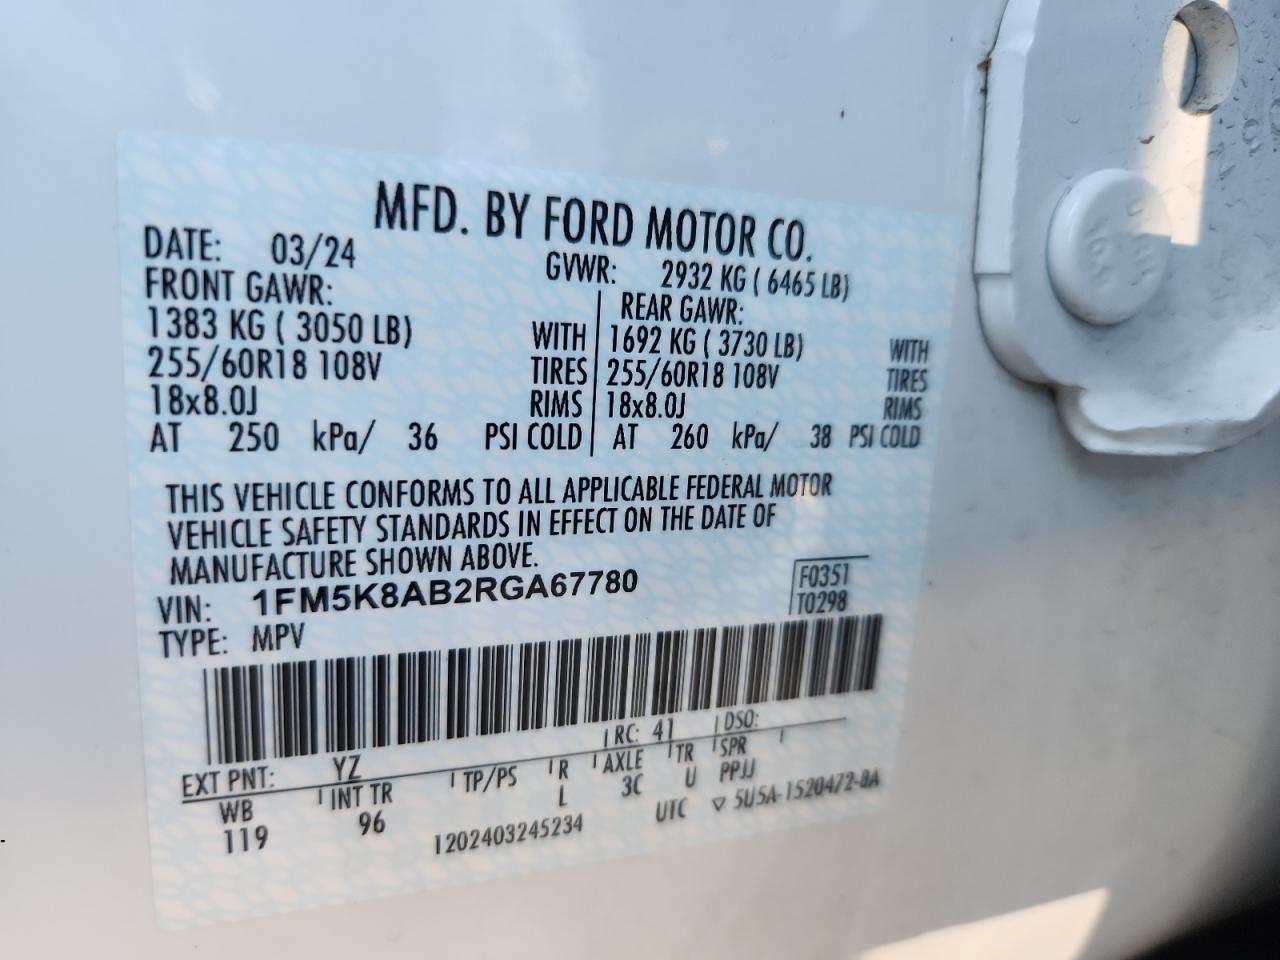 MFD. BY FORD MOTOR CO.
DATE: 03/24 GVWR: 2932 KG ( 6465 LB)
FRONT GAWR: REAR GAWR:
1383 KG ( 3050 LB) WITH 1692 KG ( 3730 LB) WITH
255/60R18 108V TIRES 255/60R18 108V TIRES
18x8.0J RIMS 18x8.0J RIMS
AT 250 kPa/ 36 PSI COLD AT 260 kPa/ 38 PSI COLD
THIS VEHICLE CONFORMS TO ALL APPLICABLE FEDERAL MOTOR
VEHICLE SAFETY STANDARDS IN EFFECT ON THE DATE OF
MANUFACTURE SHOWN ABOVE.
VIN: 1FM5K8AB2RGA67780
F0351
TYPE: MPV
T0298
EXT PNT: YZ RC: 41 DSO:
WB INT TR TP/PS R AXLE TR SPR
119 96 L 3C U PPJJ
1202403245234 UTC ▽ 5U5A-1520472-BA